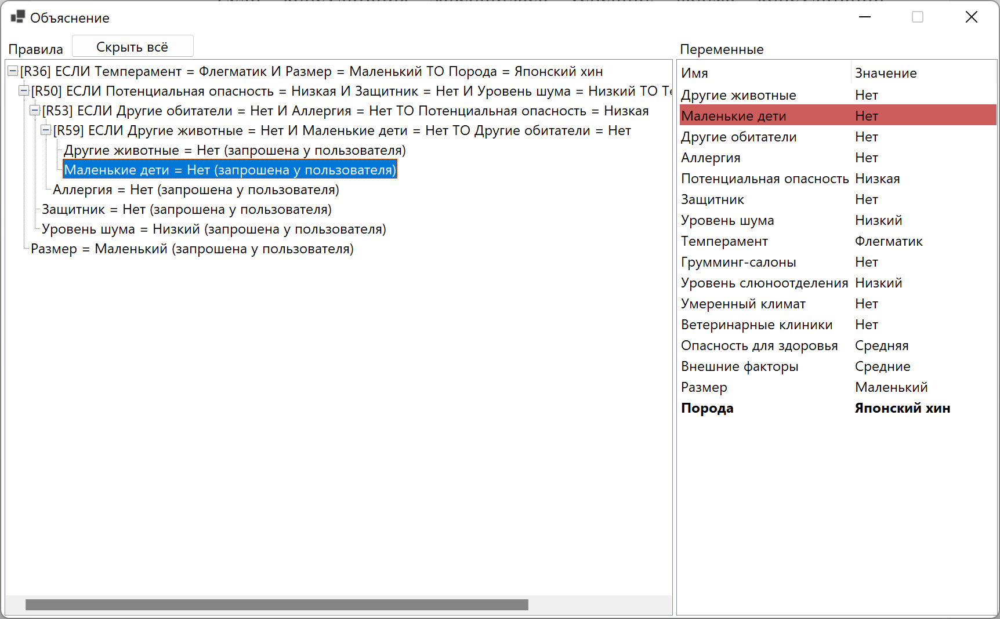 Объяснение
Правила
Скрыть всё
[R36] ЕСЛИ Темперамент = Флегматик И Размер = Маленький ТО Порода = Японский хин
[R50] ЕСЛИ Потенциальная опасность = Низкая И Защитник = Нет И Уровень шума = Низкий ТО
[R53] ЕСЛИ Другие обитатели = Нет И Аллергия = Нет ТО Потенциальная опасность = Низкая
[R59] ЕСЛИ Другие животные = Нет И Маленькие дети = Нет ТО Другие обитатели = Нет
Другие животные = Нет (запрошена у пользователя)
Маленькие дети = Нет (запрошена у пользователя)
Аллергия = Нет (запрошена у пользователя)
Защитник = Нет (запрошена у пользователя)
Уровень шума = Низкий (запрошена у пользователя)
Размер = Маленький (запрошена у пользователя)
Переменные
Имя Значение
Другие животные Нет
Маленькие дети Нет
Другие обитатели Нет
Аллергия Нет
Потенциальная опасность Низкая
Защитник Нет
Уровень шума Низкий
Темперамент Флегматик
Грумминг-салоны Нет
Уровень слюноотделения Низкий
Умеренный климат Нет
Ветеринарные клиники Нет
Опасность для здоровья Средняя
Внешние факторы Средние
Размер Маленький
Порода Японский хин